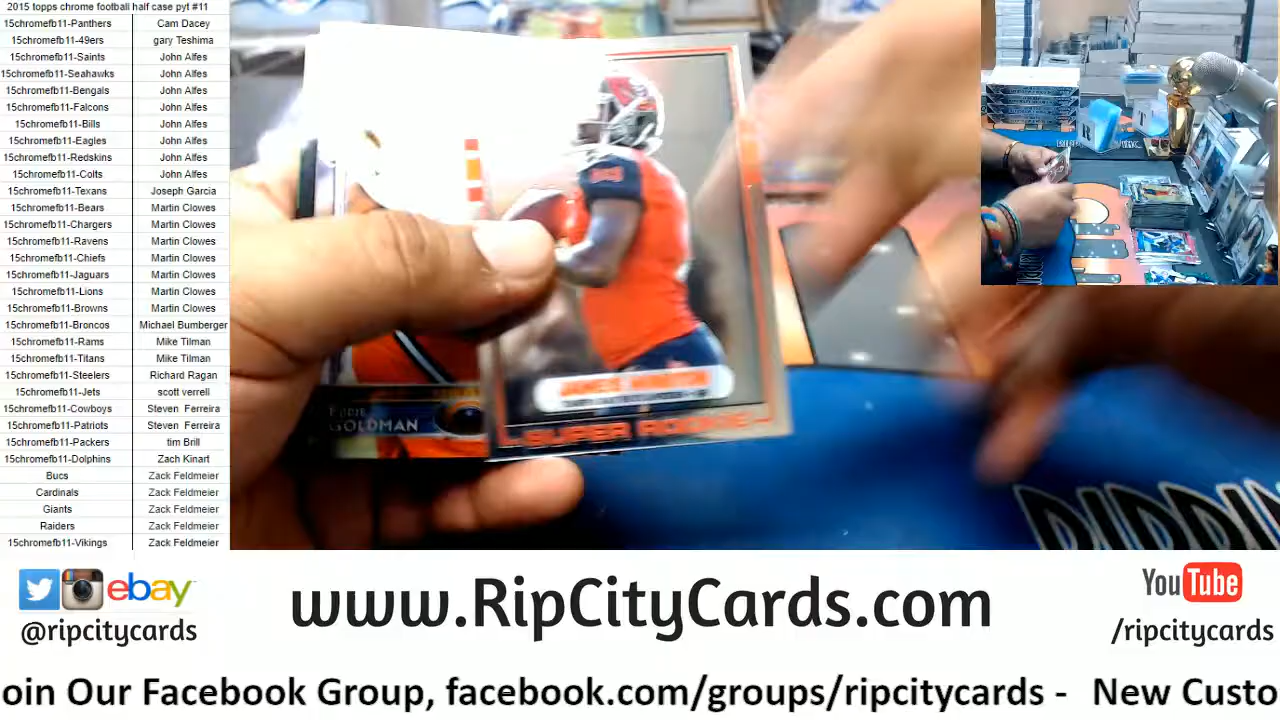 2015 topps chrome football half case pyt #11
15chromefb11-Panthers Cam Dacey
15chromefb11-49ers gary Teshima
15chromefb11-Saints John Alfes
15chromefb11-Seahawks John Alfes
15chromefb11-Bengals John Alfes
15chromefb11-Falcons John Alfes
15chromefb11-Bills John Alfes
15chromefb11-Eagles John Alfes
15chromefb11-Redskins John Alfes
15chromefb11-Colts John Alfes
15chromefb11-Texans Joseph Garcia
15chromefb11-Bears Martin Clowes
15chromefb11-Chargers Martin Clowes
15chromefb11-Ravens Martin Clowes
15chromefb11-Chiefs Martin Clowes
15chromefb11-Jaguars Martin Clowes
15chromefb11-Lions Martin Clowes
15chromefb11-Browns Martin Clowes
15chromefb11-Broncos Michael Bumberger
15chromefb11-Rams Mike Tilman
15chromefb11-Titans Mike Tilman
15chromefb11-Steelers Richard Ragan
15chromefb11-Jets scott verrell
15chromefb11-Cowboys Steven Ferreira
15chromefb11-Patriots Steven Ferreira
15chromefb11-Packers tim Brill
15chromefb11-Dolphins Zach Kinart
Bucs Zack Feldmeier
Cardinals Zack Feldmeier
Giants Zack Feldmeier
Raiders Zack Feldmeier
15chromefb11-Vikings Zack Feldmeier
GOLDMAN
SUPER ROOKIE
ebay
@ripcitycards
www.RipCityCards.com
YouTube
/ripcitycards
oin Our Facebook Group, facebook.com/groups/ripcitycards - New Custo